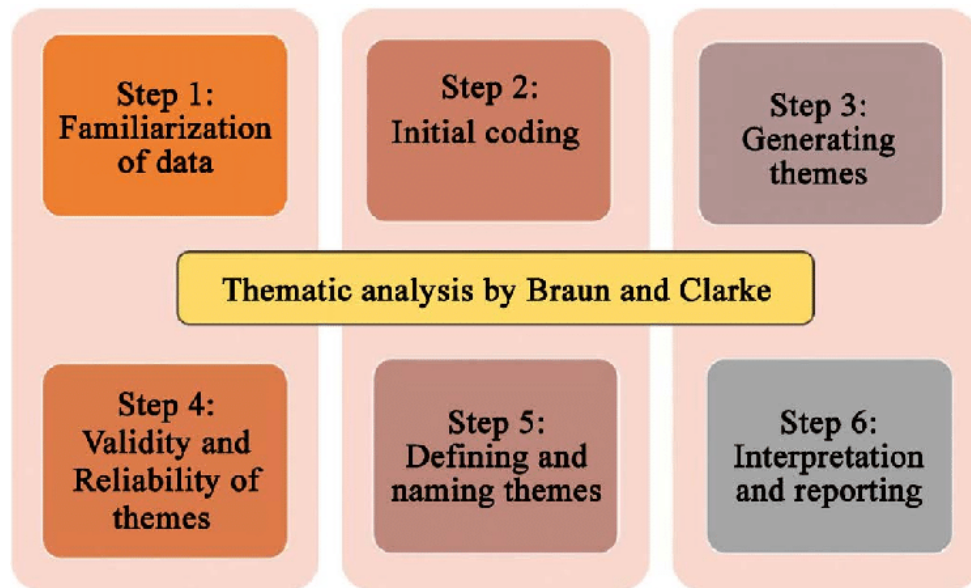 Step 1:
Familiarization
of data
Step 2:
Initial coding
Step 3:
Generating
themes
Thematic analysis by Braun and Clarke
Step 4:
Validity and
Reliability of
themes
Step 5:
Defining and
naming themes
Step 6:
Interpretation
and reporting